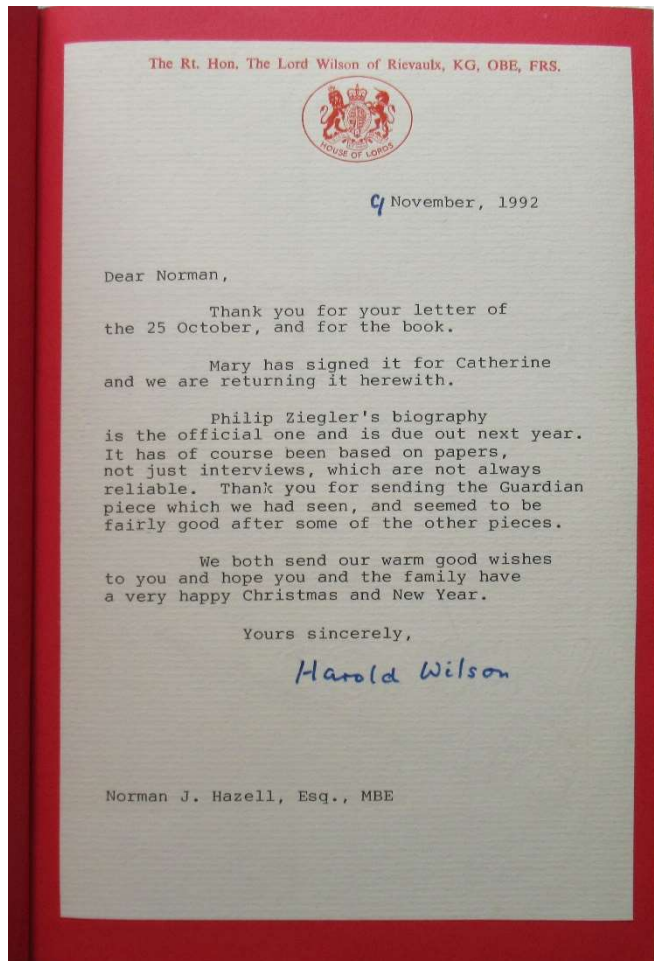 The Rt. Hon. The Lord Wilson of Rievaulx, KG, OBE, FRS.
HOUSE OF LORDS
9 November, 1992
Dear Norman,
Thank you for your letter of
the 25 October, and for the book.
Mary has signed it for Catherine
and we are returning it herewith.
Philip Ziegler's biography
is the official one and is due out next year.
It has of course been based on papers,
not just interviews, which are not always
reliable. Thank you for sending the Guardian
piece which we had seen, and seemed to be
fairly good after some of the other pieces.
We both send our warm good wishes
to you and hope you and the family have
a very happy Christmas and New Year.
Yours sincerely,
Harold Wilson
Norman J. Hazell, Esq., MBE